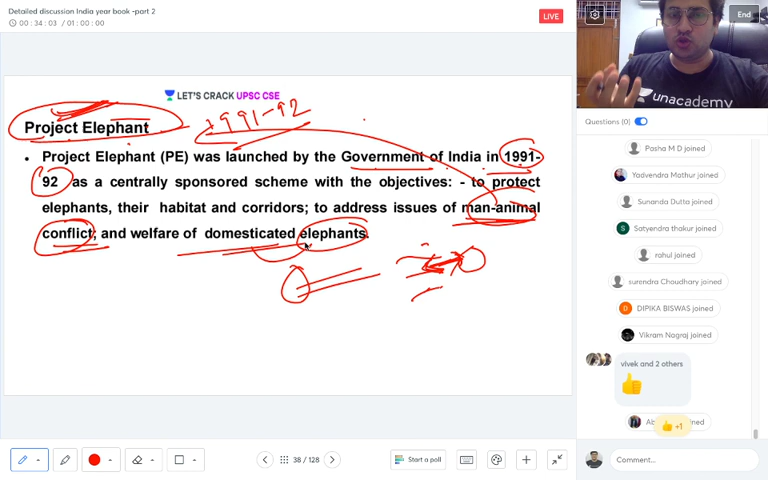 Detailed discussion India year book -part 2
00 : 34 : 03 / 01 : 00 : 00
LIVE
End
LET'S CRACK UPSC CSE
1991-92
Project Elephant
• Project Elephant (PE) was launched by the Government of India in 1991-
92 as a centrally sponsored scheme with the objectives: - to protect
elephants, their habitat and corridors; to address issues of man-animal
conflict; and welfare of domesticated elephants.
unacademy
Questions (0)
Pasha M D joined
Yadvendra Mathur joined
Sunanda Dutta joined
S
Satyendra thakur joined
rahul joined
surendra Choudhary joined
D
DIPIKA BISWAS joined
Vikram Nagraj joined
vivek and 2 others
+1
38 / 128
Start a poll
Comment...